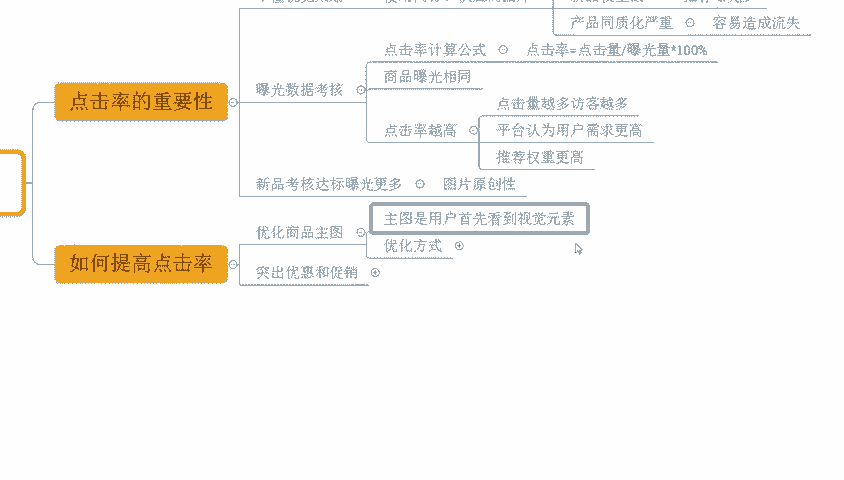 产品同质化严重 容易造成流失
点击率计算公式 点击率=点击量/曝光量*100%
商品曝光相同
曝光数据考核
点击率的重要性
点击量越多访客越多
点击率越高 平台认为用户需求更高
推荐权重更高
新品考核达标曝光更多 图片原创性
主图是用户首先看到视觉元素
优化商品主图
优化方式
如何提高点击率
突出优惠和促销